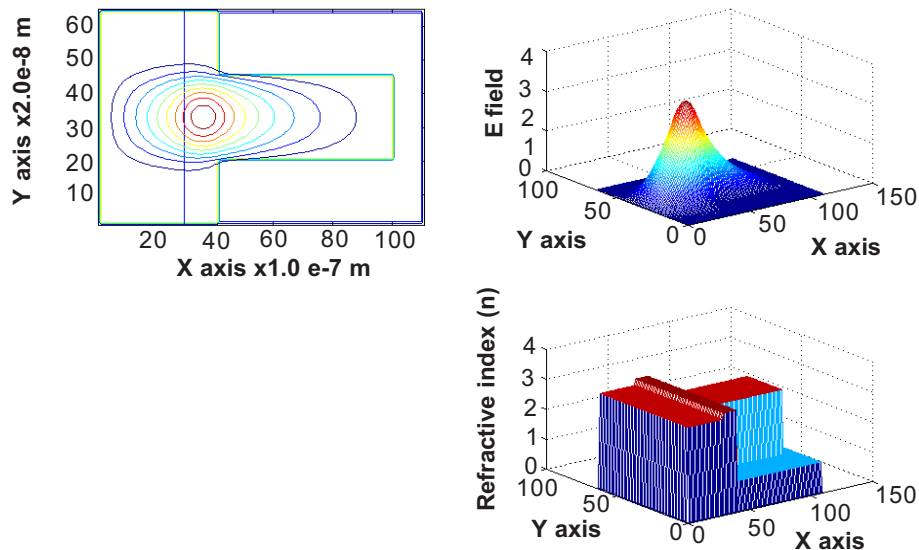 60
50
40
30
20
10
Y axis x2.0e-8 m
20 40 60 80 100
X axis x1.0 e-7 m
4
3
2
1
0
E field
100
50
0
Y axis
0 50 100 150
X axis
4
3
2
1
0
Refractive index (n)
100
50
0
Y axis
0 50 100 150
X axis